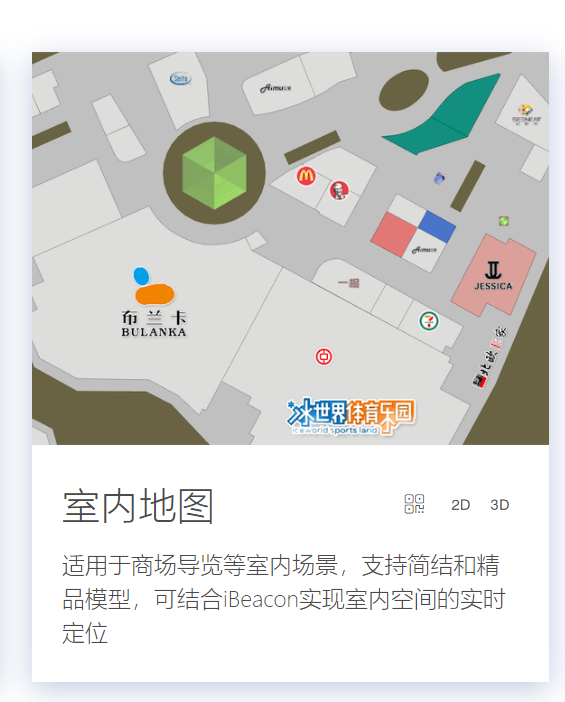 Aimer
布兰卡
BULANKA
Aimer
JESSICA
一棚
7
冰世界体育乐园
iceworld sports land
室内地图
2D 3D
适用于商场导览等室内场景，支持简结和精
品模型，可结合iBeacon实现室内空间的实时
定位